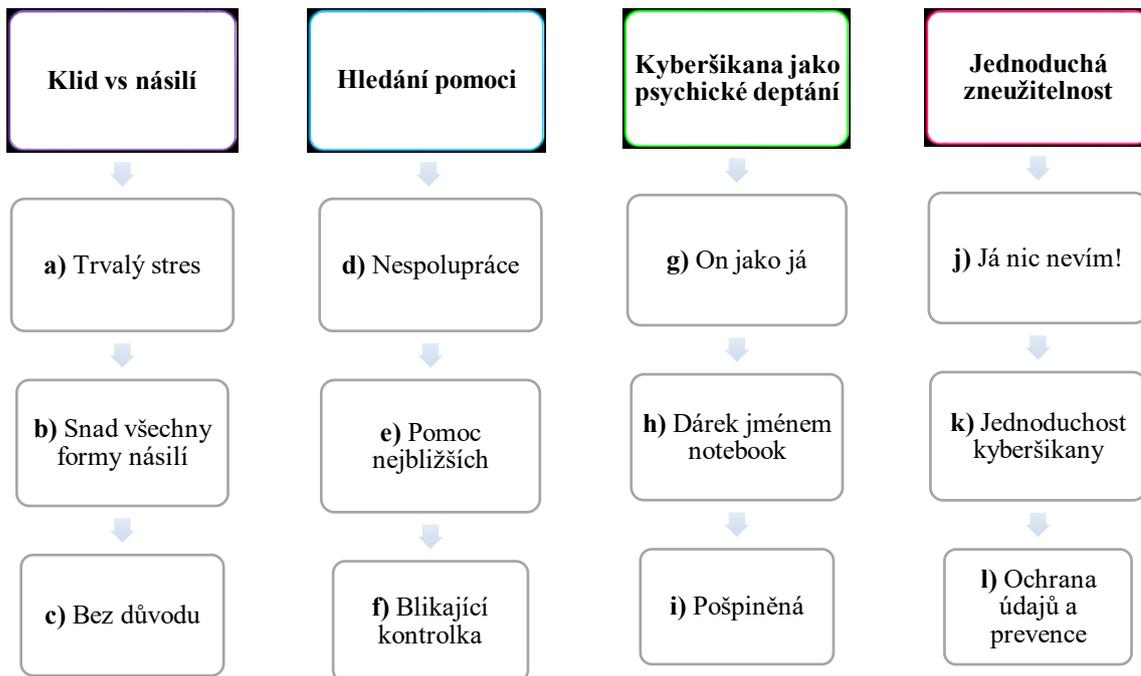 Klid vs násilí
a) Trvalý stres
b) Snad všechny
formy násilí
c) Bez důvodu
Hledání pomoci
d) Nespolupráce
e) Pomoc
nejbližších
f) Blikající
kontrolka
Kyberšikana jako
psychické deptání
g) On jako já
h) Dárek jménem
notebook
i) Pošpiněná
Jednoduchá
zneužitelnost
j) Já nic nevím!
k) Jednoduchost
kyberšikany
l) Ochrana
údajů a
prevence